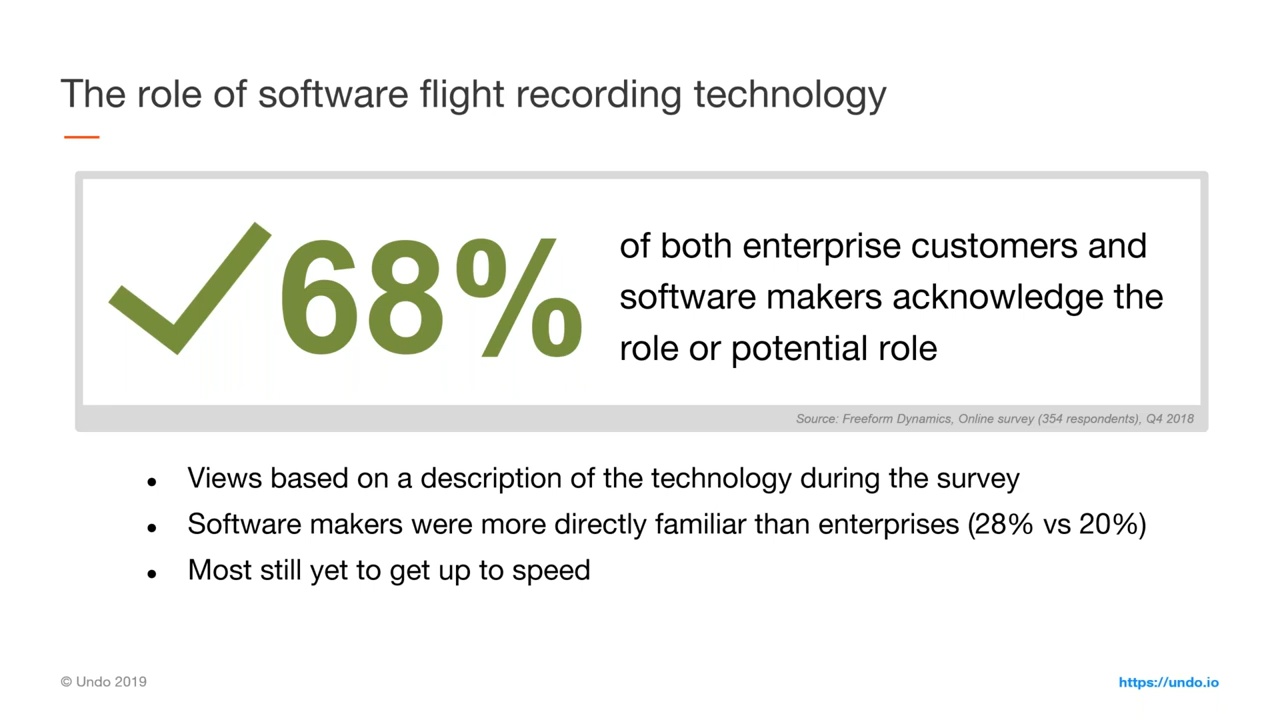 The role of software flight recording technology
68%
of both enterprise customers and
software makers acknowledge the
role or potential role
Source: Freeform Dynamics, Online survey (354 respondents), Q4 2018
● Views based on a description of the technology during the survey
● Software makers were more directly familiar than enterprises (28% vs 20%)
● Most still yet to get up to speed
© Undo 2019
https://undo.io